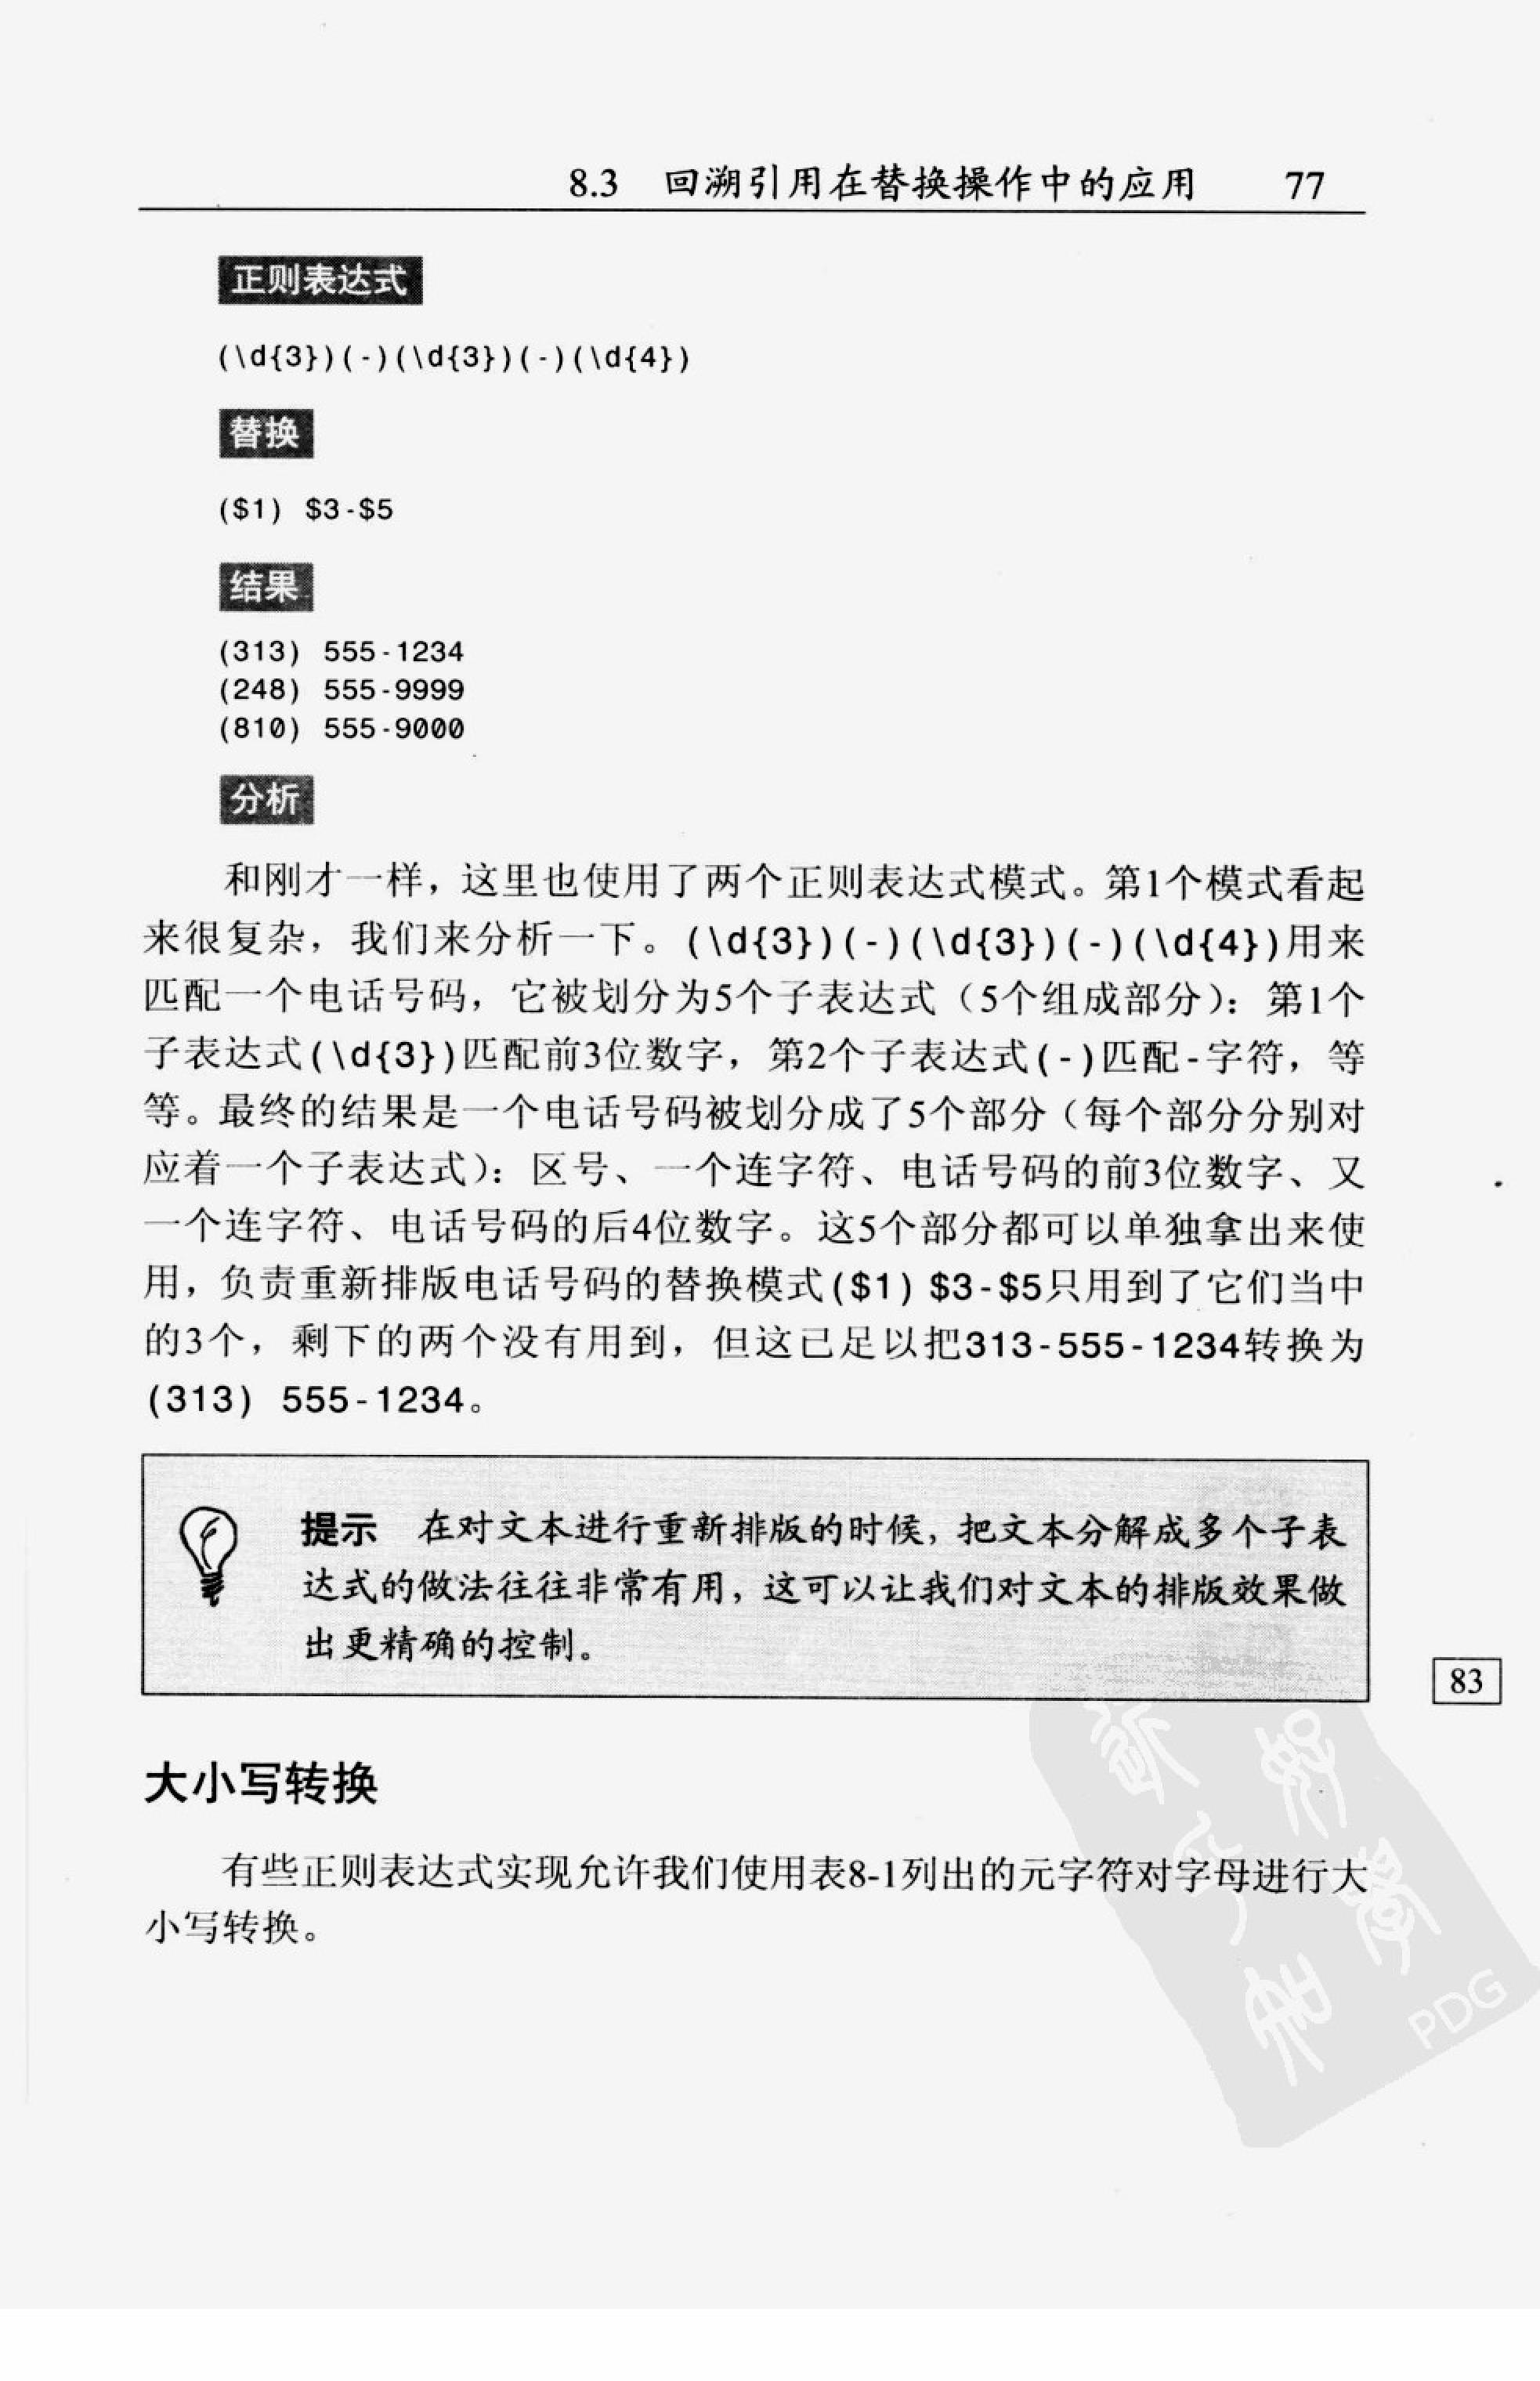 8.3 回溯引用在替换操作中的应用 77
正则表达式
(\d{3})(-)(\d{3})(-)(\d{4})
替换
($1) $3-$5
结果
(313) 555-1234
(248) 555-9999
(810) 555-9000
分析
和刚才一样，这里也使用了两个正则表达式模式。第1个模式看起
来很复杂，我们来分析一下。(\d{3})(-)(\d{3})(-)(\d{4})用来
匹配一个电话号码，它被划分为5个子表达式（5个组成部分）：第1个
子表达式(\d{3})匹配前3位数字，第2个子表达式(-)匹配-字符，等
等。最终的结果是一个电话号码被划分成了5个部分（每个部分分别对
应着一个子表达式）：区号、一个连字符、电话号码的前3位数字、又
一个连字符、电话号码的后4位数字。这5个部分都可以单独拿出来使
用，负责重新排版电话号码的替换模式($1) $3-$5只用到了它们当中
的3个，剩下的两个没有用到，但这已足以把313-555-1234转换为
(313) 555-1234。
提示 在对文本进行重新排版的时候，把文本分解成多个子表
达式的做法往往非常有用，这可以让我们对文本的排版效果做
出更精确的控制。
83
大小写转换
有些正则表达式实现允许我们使用表8-1列出的元字符对字母进行大
小写转换。
PDG